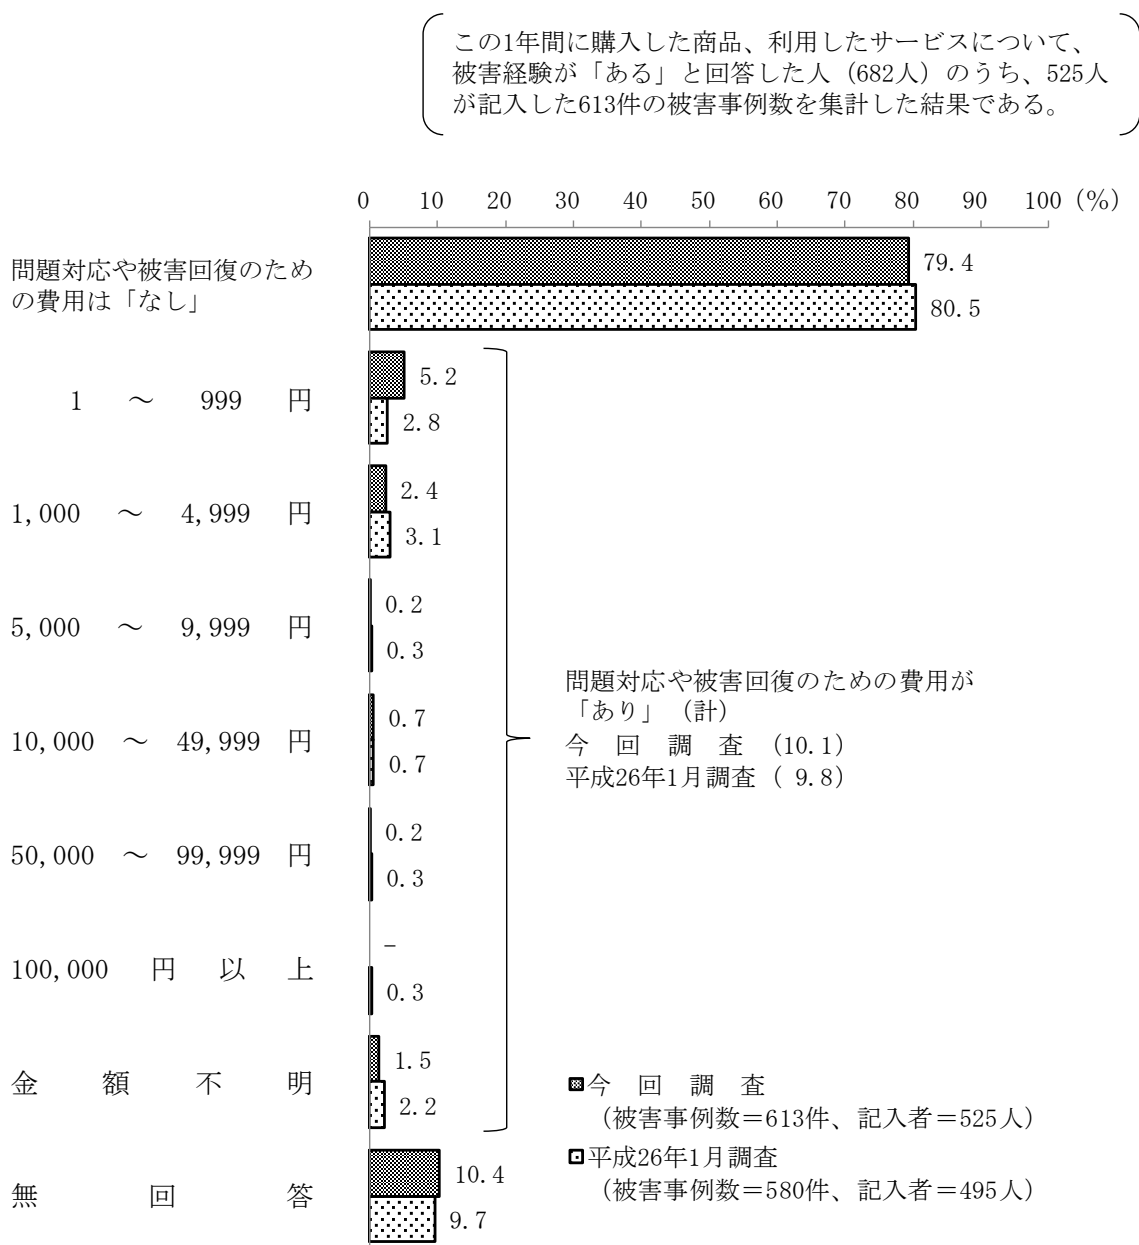 この1年間に購入した商品、利用したサービスについて、
被害経験が「ある」と回答した人（682人）のうち、525人
が記入した613件の被害事例数を集計した結果である。
0 10 20 30 40 50 60 70 80 90 100 (%)
問題対応や被害回復のため
の費用は「なし」
79.4
80.5
1 ～ 999 円
5.2
2.8
1,000 ～ 4,999 円
2.4
3.1
5,000 ～ 9,999 円
0.2
0.3
10,000 ～ 49,999 円
0.7
0.7
50,000 ～ 99,999 円
0.2
0.3
100,000 円 以 上
－
0.3
金 額 不 明
1.5
2.2
無 回 答
10.4
9.7
問題対応や被害回復のための費用が
「あり」（計）
今 回 調 査 (10.1)
平成26年1月調査 ( 9.8)
今 回 調 査
（被害事例数＝613件、記入者＝525人）
平成26年1月調査
（被害事例数＝580件、記入者＝495人）